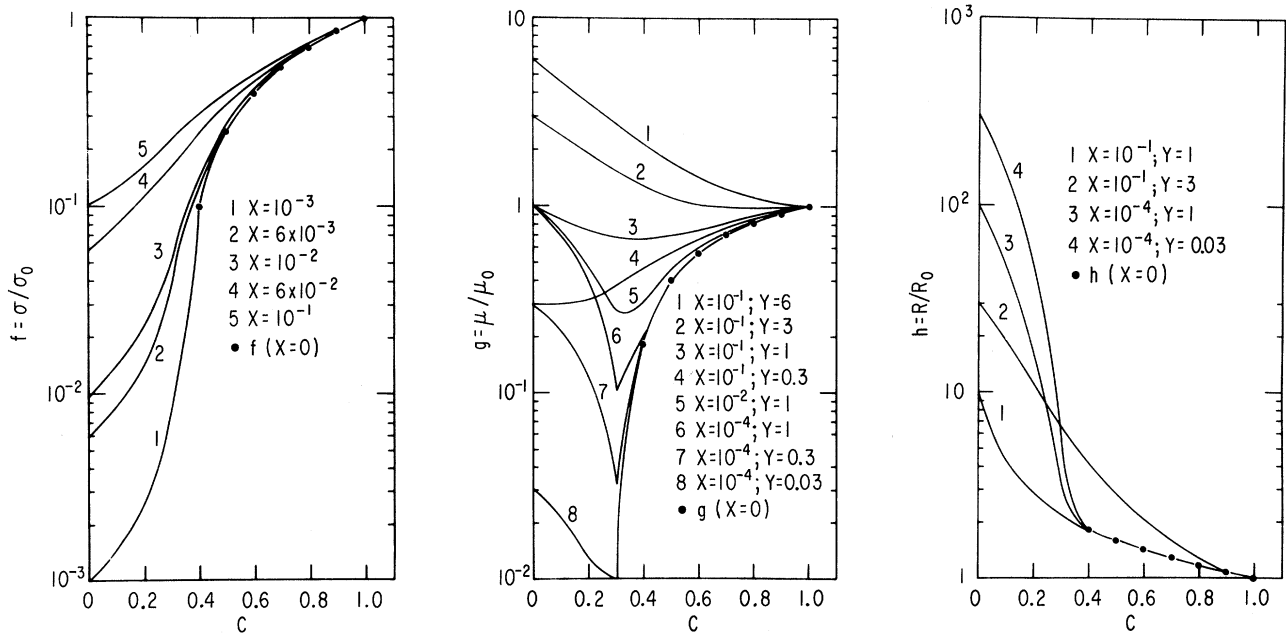 1
10⁻¹
10⁻²
10⁻³
f = σ/σ₀
5
4
3
2
1
1 X=10⁻³
2 X=6x10⁻³
3 X=10⁻²
4 X=6x10⁻²
5 X=10⁻¹
• f (X=0)
0 0.2 0.4 0.6 0.8 1.0
C
10
1
10⁻¹
10⁻²
g = μ/μ₀
1
2
3
4
5
6
7
8
1 X=10⁻¹; Y=6
2 X=10⁻¹; Y=3
3 X=10⁻¹; Y=1
4 X=10⁻¹; Y=0.3
5 X=10⁻²; Y=1
6 X=10⁻⁴; Y=1
7 X=10⁻⁴; Y=0.3
8 X=10⁻⁴; Y=0.03
• g (X=0)
0 0.2 0.4 0.6 0.8 1.0
C
10³
10²
10
1
h = R/R₀
4
3
2
1
1 X=10⁻¹; Y=1
2 X=10⁻¹; Y=3
3 X=10⁻⁴; Y=1
4 X=10⁻⁴; Y=0.03
• h (X=0)
0 0.2 0.4 0.6 0.8 1.0
C